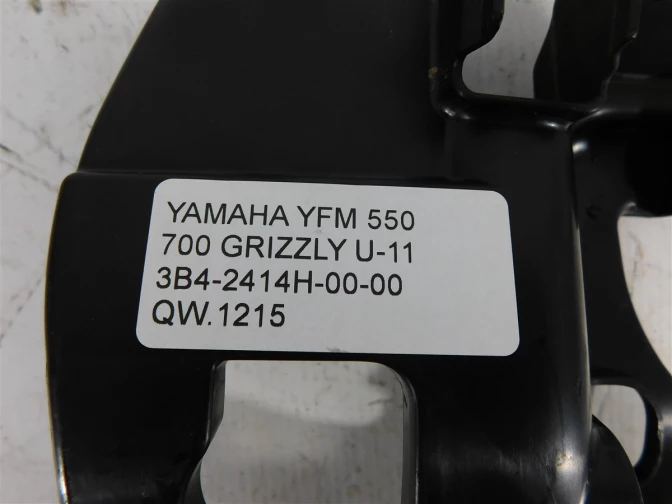 YAMAHA YFM 550
700 GRIZZLY U-11
3B4-2414H-00-00
QW.1215